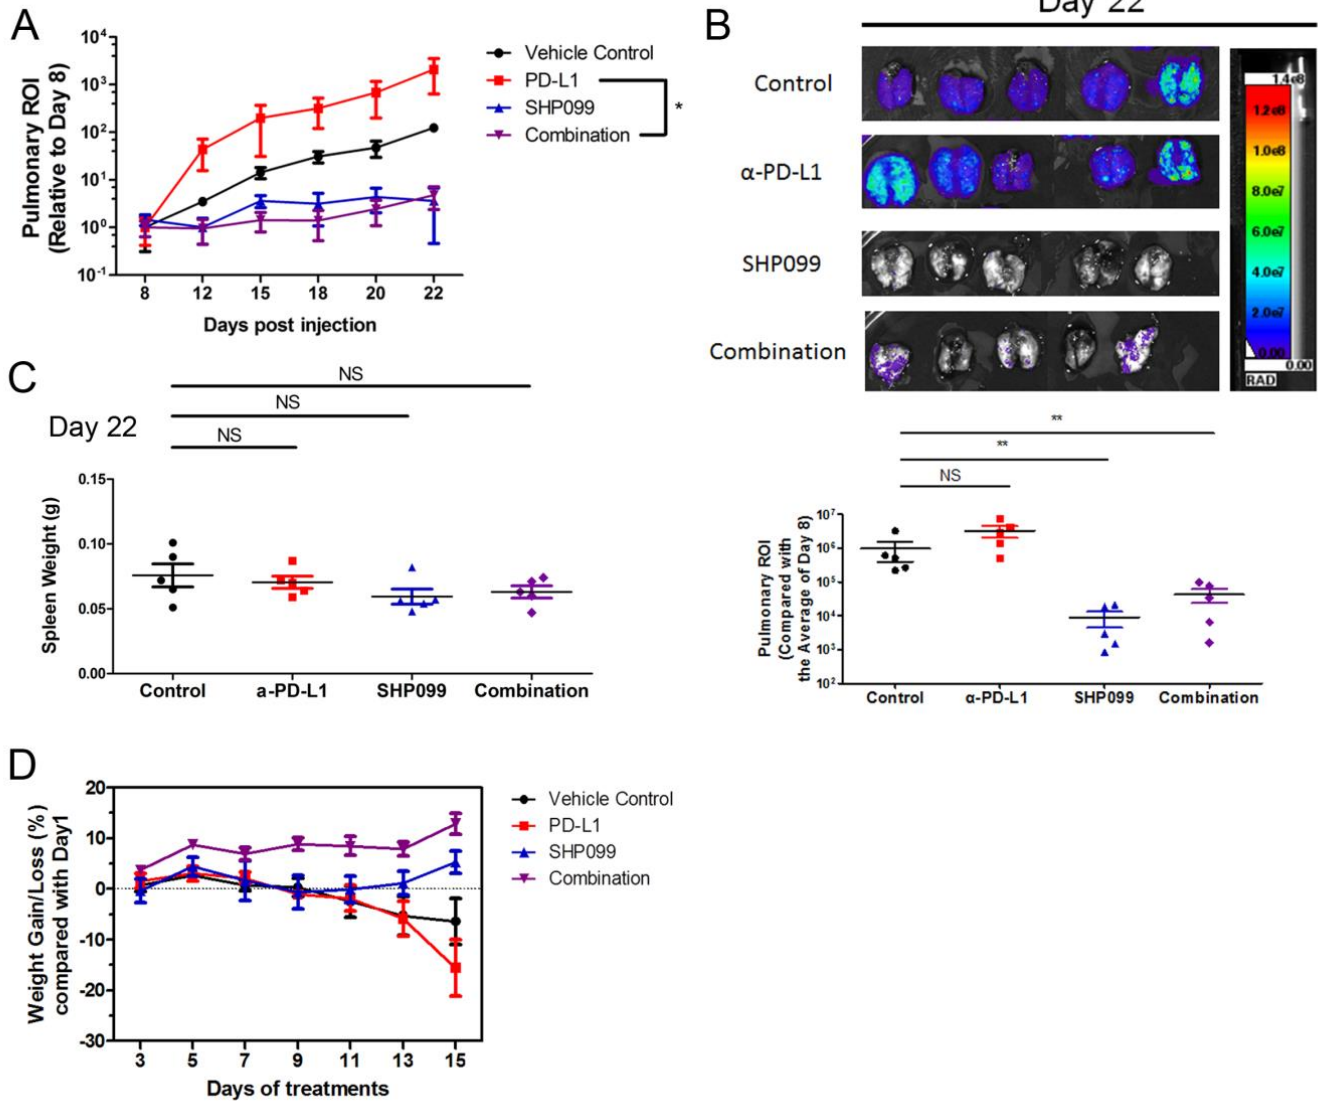 A
Pulmonary ROI
(Relative to Day 8)
10⁴
10³
10²
10¹
10⁰
10⁻¹
8 12 15 18 20 22
Days post injection
Vehicle Control
PD-L1
SHP099
Combination
*
B
Day 22
Control
α-PD-L1
SHP099
Combination
1.4e8
1.2e8
1.0e8
8.0e7
6.0e7
4.0e7
2.0e7
0.00
0.00
RAD
**
**
NS
Pulmonary ROI
(Compared with
the Average of Day 8)
10⁷
10⁶
10⁵
10⁴
10³
10²
Control α-PD-L1 SHP099 Combination
C
Day 22
NS
NS
NS
Spleen Weight (g)
0.15
0.10
0.05
0.00
Control a-PD-L1 SHP099 Combination
D
Weight Gain/Loss (%)
compared with Day1
20
10
0
-10
-20
-30
3 5 7 9 11 13 15
Days of treatments
Vehicle Control
PD-L1
SHP099
Combination